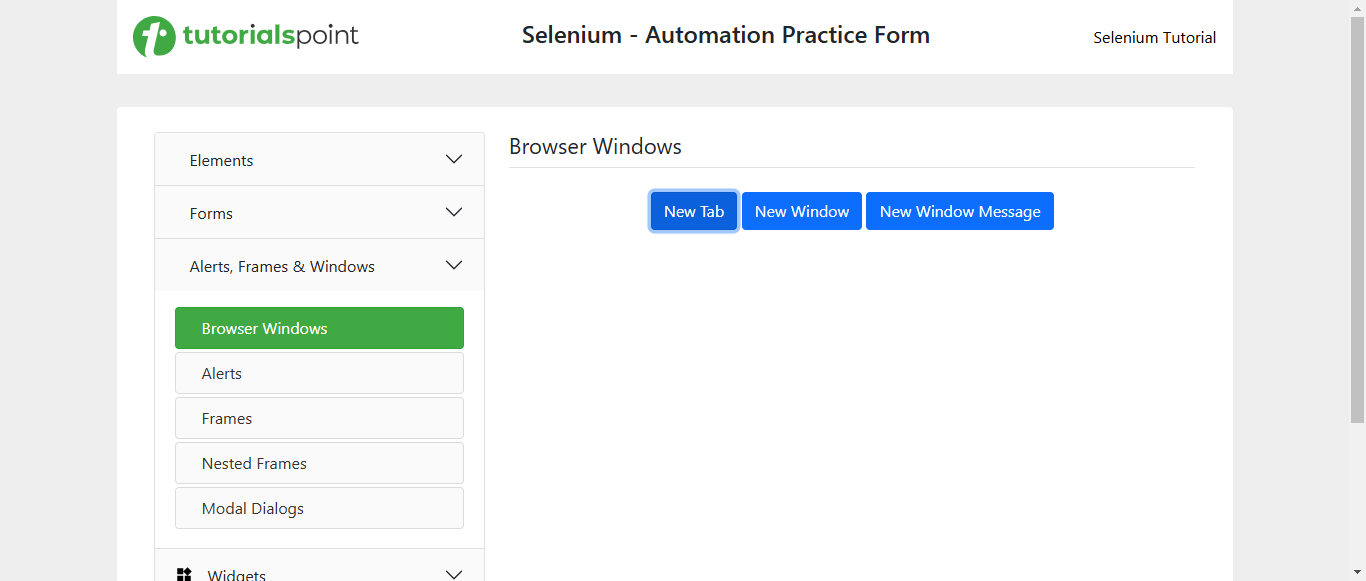 tutorialspoint
Selenium - Automation Practice Form
Selenium Tutorial
Elements
Forms
Alerts, Frames & Windows
Browser Windows
Alerts
Frames
Nested Frames
Modal Dialogs
Widgets
Browser Windows
New Tab
New Window
New Window Message